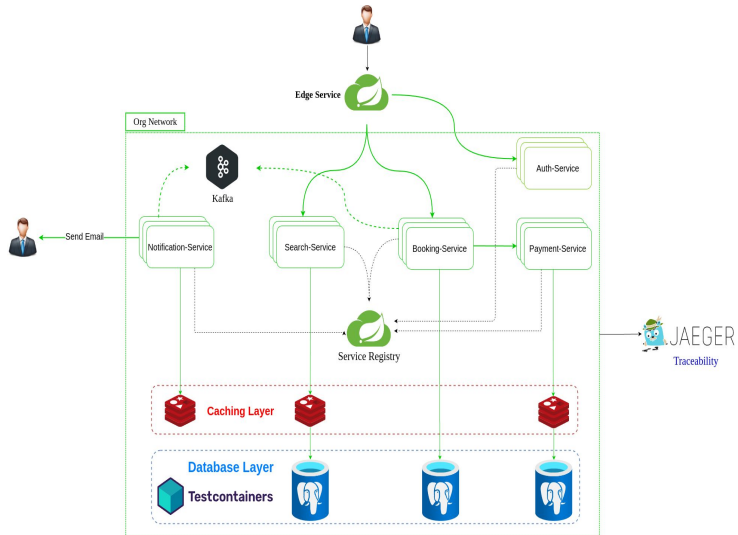 Edge Service
Org Network
Auth-Service
Kafka
Send Email
Notification-Service
Search-Service
Booking-Service
Payment-Service
Service Registry
JAEGER
Traceability
Caching Layer
Database Layer
Testcontainers